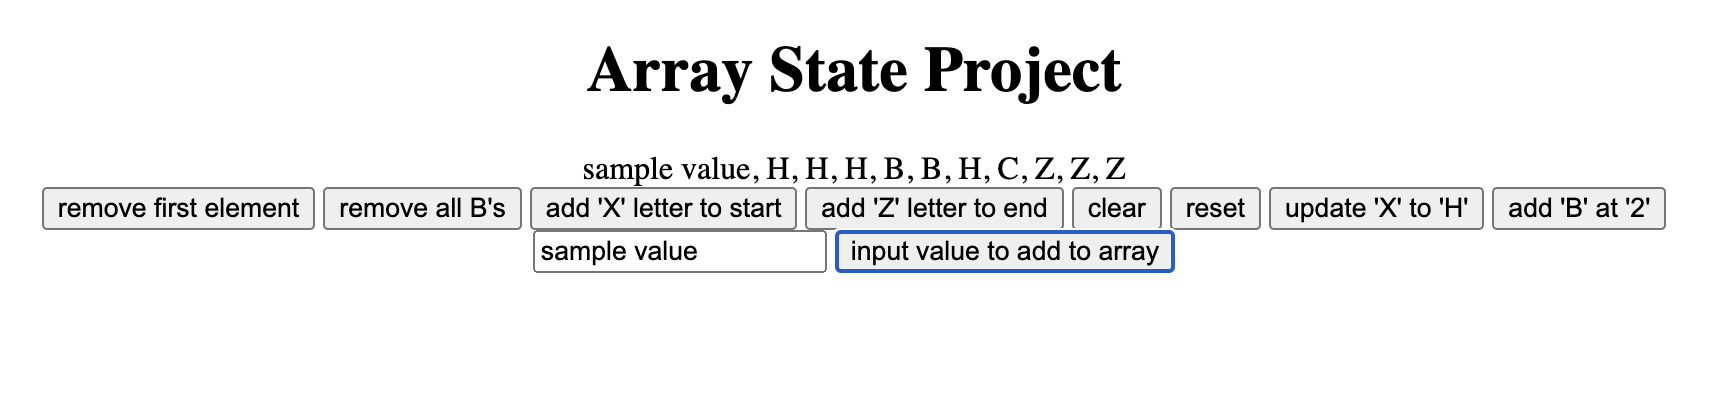 Array State Project
sample value, H, H, H, B, B, H, C, Z, Z, Z
remove first element remove all B's add 'X' letter to start add 'Z' letter to end clear reset update 'X' to 'H' add 'B' at '2'
sample value input value to add to array